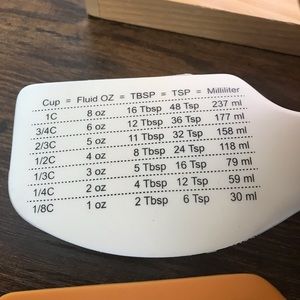 Cup = Fluid OZ = TBSP = TSP = Milliliter
1C 8 oz 16 Tbsp 48 Tsp 237 ml
3/4C 6 oz 12 Tbsp 36 Tsp 177 ml
2/3C 5 oz 11 Tbsp 32 Tsp 158 ml
1/2C 4 oz 8 Tbsp 24 Tsp 118 ml
1/3C 3 oz 5 Tbsp 16 Tsp 79 ml
1/4C 2 oz 4 Tbsp 12 Tsp 59 ml
1/8C 1 oz 2 Tbsp 6 Tsp 30 ml